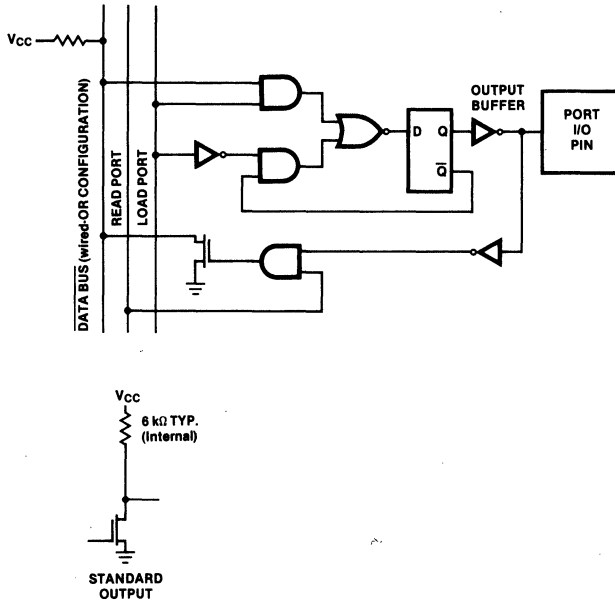 VCC
DATA BUS (wired-OR CONFIGURATION)
READ PORT
LOAD PORT
D Q
Q
OUTPUT
BUFFER
PORT
I/O
PIN
VCC
6 kΩ TYP.
(Internal)
STANDARD
OUTPUT